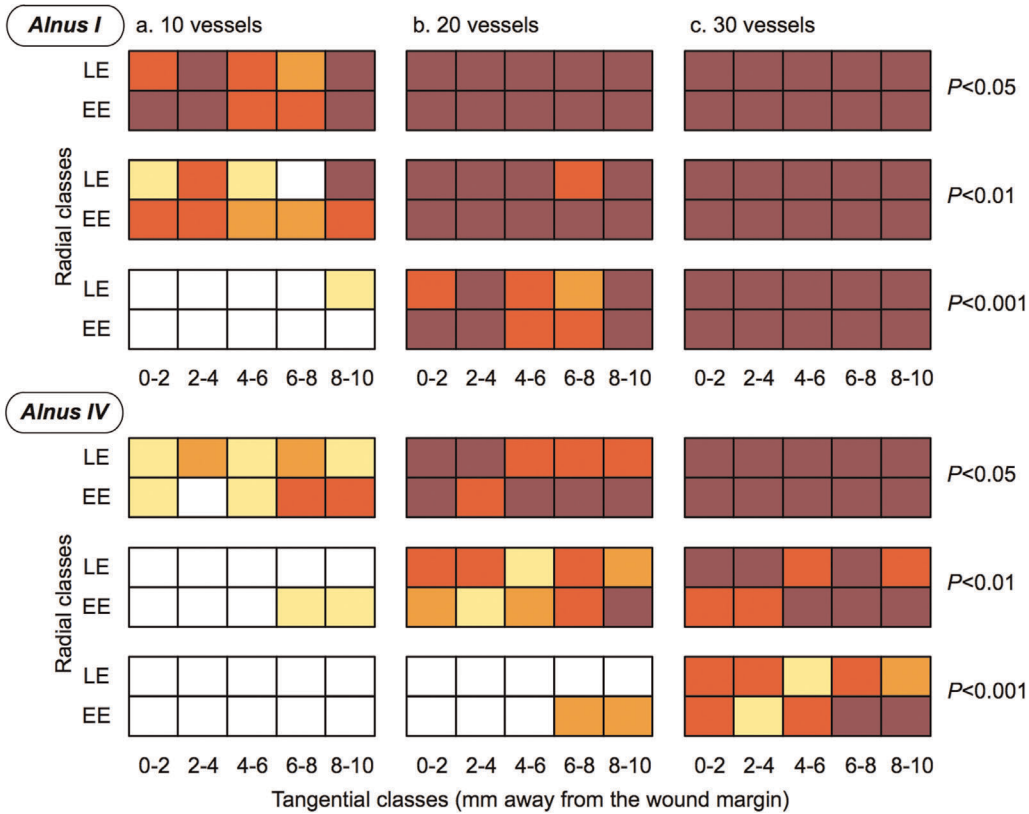 Alnus I a. 10 vessels b. 20 vessels c. 30 vessels
LE
EE
P<0.05
Radial classes
LE
EE
P<0.01
LE
EE
P<0.001
0-2 2-4 4-6 6-8 8-10 0-2 2-4 4-6 6-8 8-10 0-2 2-4 4-6 6-8 8-10
Alnus IV
LE
EE
P<0.05
Radial classes
LE
EE
P<0.01
LE
EE
P<0.001
0-2 2-4 4-6 6-8 8-10 0-2 2-4 4-6 6-8 8-10 0-2 2-4 4-6 6-8 8-10
Tangential classes (mm away from the wound margin)